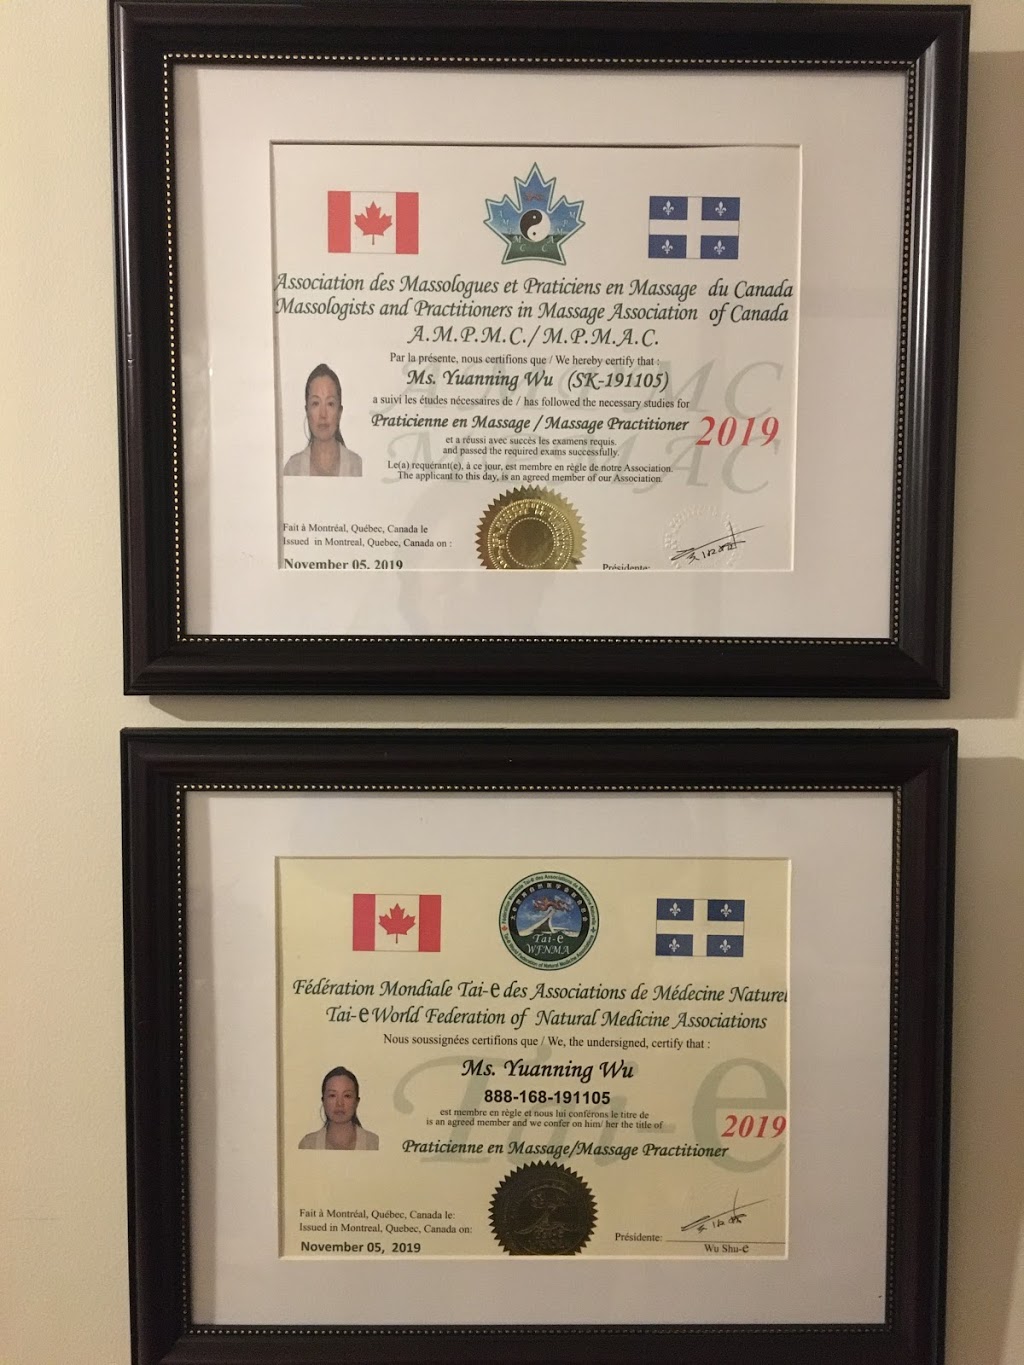 Association des Massologues et Praticiens en Massage du Canada
Massologists and Practitioners in Massage Association of Canada
A.M.P.M.C./ M.P.M.A.C.
Par la présente, nous certifions que / We hereby certify that :
Ms. Yuanning Wu (SK-191105)
a suivi les études nécessaires de / has followed the necessary studies for
Praticienne en Massage / Massage Practitioner 2019
et a réussi avec succès les examens requis.
and passed the required exams successfully.
Le(a) requérant(e), à ce jour, est membre en règle de notre Association.
The applicant to this day, is an agreed member of our Association.
Fait à Montréal, Québec, Canada le
Issued in Montreal, Quebec, Canada on :
November 05, 2019
Présidente:
Tai-e
WFNMA
Fédération Mondiale Tai-e des Associations de Médecine Naturel
Tai-e World Federation of Natural Medicine Associations
Nous soussignées certifions que / We, the undersigned, certify that :
Ms. Yuanning Wu
888-168-191105
est membre en règle et nous lui conférons le titre de
is an agreed member and we confer on him/ her the title of
2019
Praticienne en Massage/Massage Practitioner
Fait à Montréal, Québec, Canada le:
Issued in Montreal, Quebec, Canada on:
November 05, 2019
Présidente:
Wu Shu-e